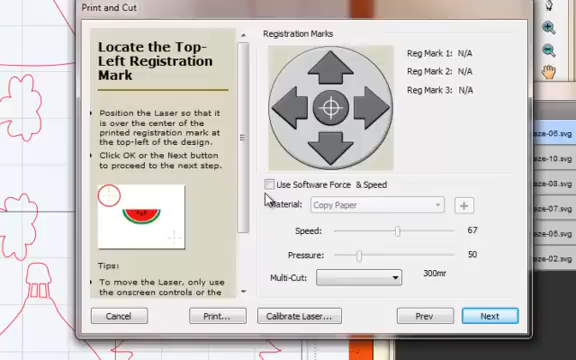 Print and Cut
Locate the Top-
Left Registration
Mark
Position the Laser so that it
is over the center of the
printed registration mark at
the top-left of the design.
Click OK or the Next button
to proceed to the next step.
Tips:
To move the Laser, only use
the onscreen controls or the
Registration Marks
Reg Mark 1: N/A
Reg Mark 2: N/A
Reg Mark 3: N/A
Use Software Force & Speed
Material: Copy Paper +
Speed: 67
Pressure: 50
Multi-Cut: 300mr
Cancel Print... Calibrate Laser... Prev Next
aze-06.
aze-10.
aze-08.
aze-07.
aze-05.
aze-02.